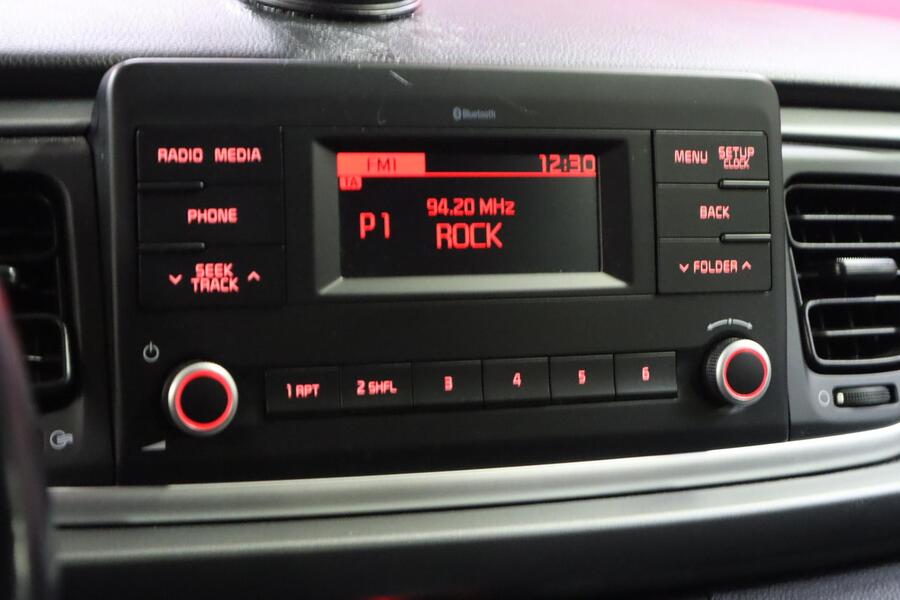 Bluetooth
RADIO MEDIA
PHONE
SEEK
TRACK
FM1
12:30
TA
P1
94.20 MHz
ROCK
MENU
SETUP
CLOCK
BACK
FOLDER
1 RPT
2 SHFL
3
4
5
6